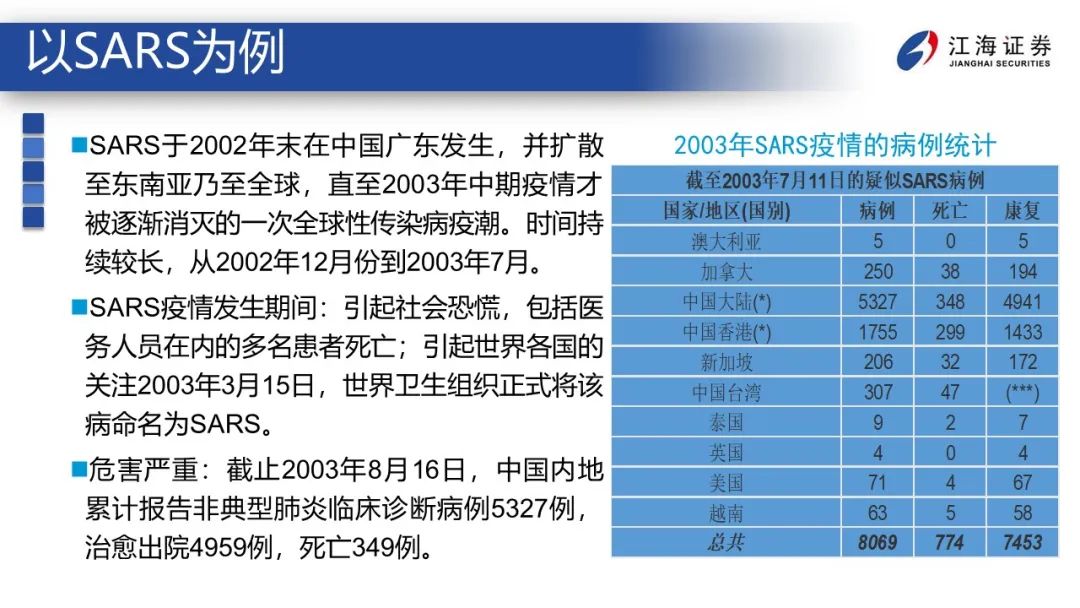 以SARS为例
江海证券
JIANGHAI SECURITIES
■SARS于2002年末在中国广东发生，并扩散
至东南亚乃至全球，直至2003年中期疫情才
被逐渐消灭的一次全球性传染病疫潮。时间持
续较长，从2002年12月份到2003年7月。
■SARS疫情发生期间：引起社会恐慌，包括医
务人员在内的多名患者死亡；引起世界各国的
关注2003年3月15日，世界卫生组织正式将该
病命名为SARS。
■危害严重：截止2003年8月16日，中国内地
累计报告非典型肺炎临床诊断病例5327例，
治愈出院4959例，死亡349例。
2003年SARS疫情的病例统计
截至2003年7月11日的疑似SARS病例
国家/地区(国别) 病例 死亡 康复
澳大利亚 5 0 5
加拿大 250 38 194
中国大陆(*) 5327 348 4941
中国香港(*) 1755 299 1433
新加坡 206 32 172
中国台湾 307 47 (***)
泰国 9 2 7
英国 4 0 4
美国 71 4 67
越南 63 5 58
总共 8069 774 7453